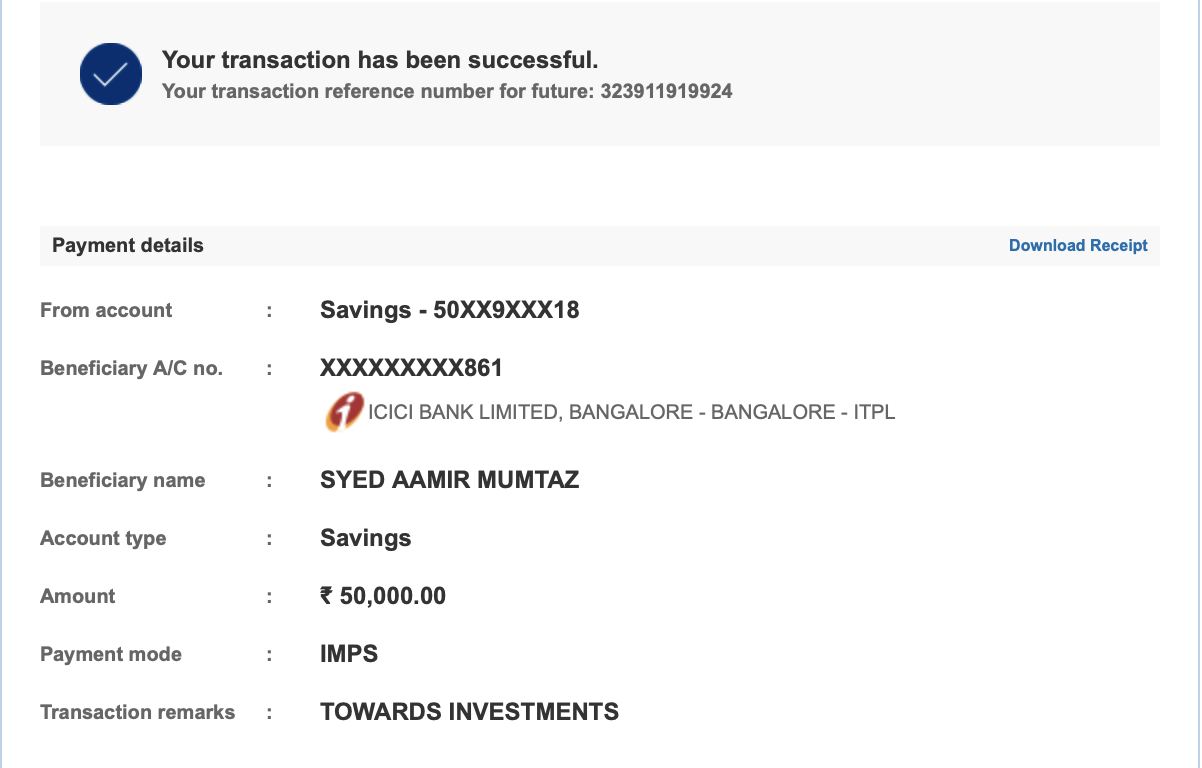 Your transaction has been successful.
Your transaction reference number for future: 323911919924
Payment details Download Receipt
From account : Savings - 50XX9XXX18
Beneficiary A/C no. : XXXXXXXXX861
ICICI BANK LIMITED, BANGALORE - BANGALORE - ITPL
Beneficiary name : SYED AAMIR MUMTAZ
Account type : Savings
Amount : ₹ 50,000.00
Payment mode : IMPS
Transaction remarks : TOWARDS INVESTMENTS